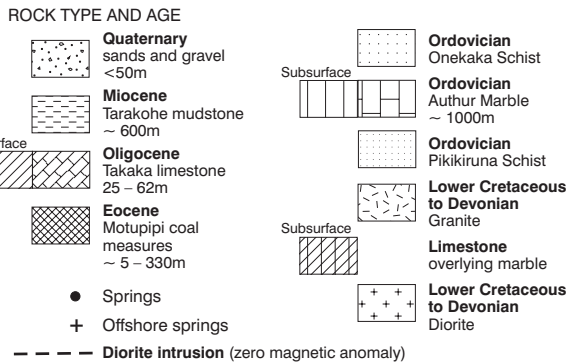 ROCK TYPE AND AGE
Quaternary
sands and gravel
<50m
Miocene
Tarakohe mudstone
~ 600m
Oligocene
Takaka limestone
25 – 62m
Eocene
Motupipi coal
measures
~ 5 – 330m
Springs
Offshore springs
Diorite intrusion (zero magnetic anomaly)
Ordovician
Onekaka Schist
Subsurface
Ordovician
Authur Marble
~ 1000m
Ordovician
Pikikiruna Schist
Lower Cretaceous
to Devonian
Granite
Subsurface
Limestone
overlying marble
Lower Cretaceous
to Devonian
Diorite